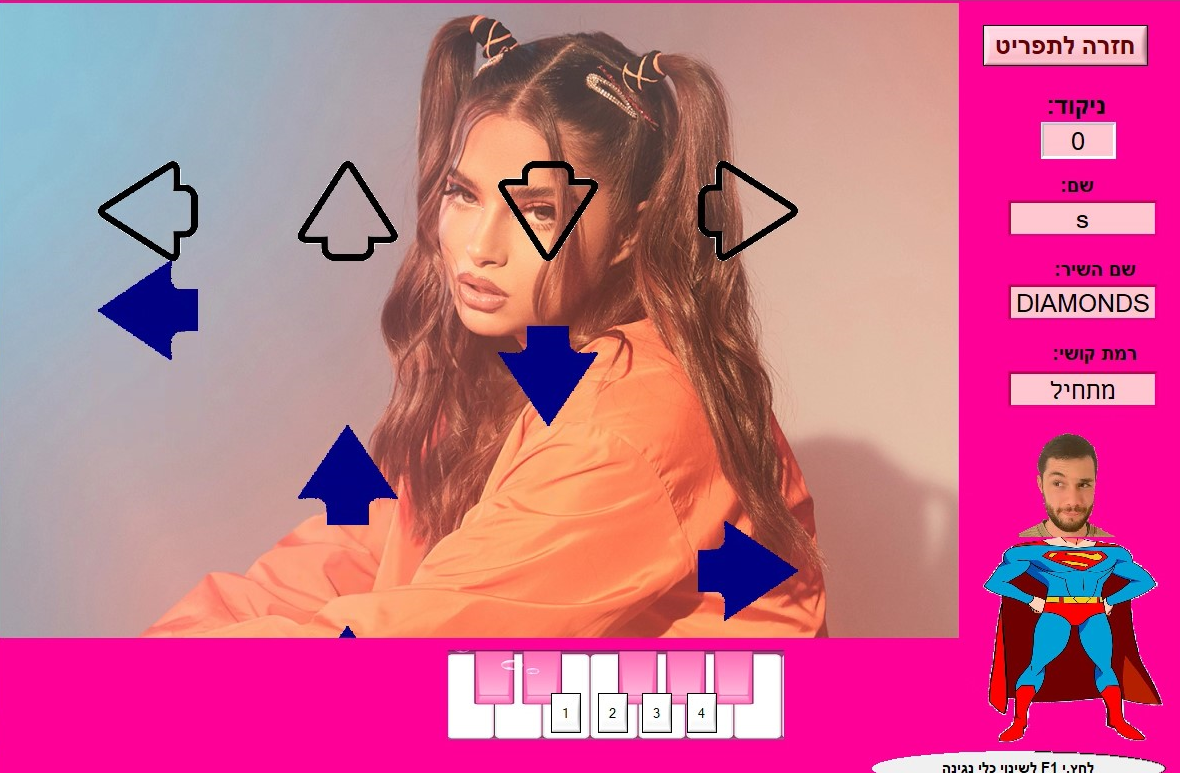 חזרה לתפריט
ניקוד:
0
שם:
s
שם השיר:
DIAMONDS
רמת קושי:
מתחיל
1 2 3 4
לחץ.י F1 לשינוי כלי נגינה